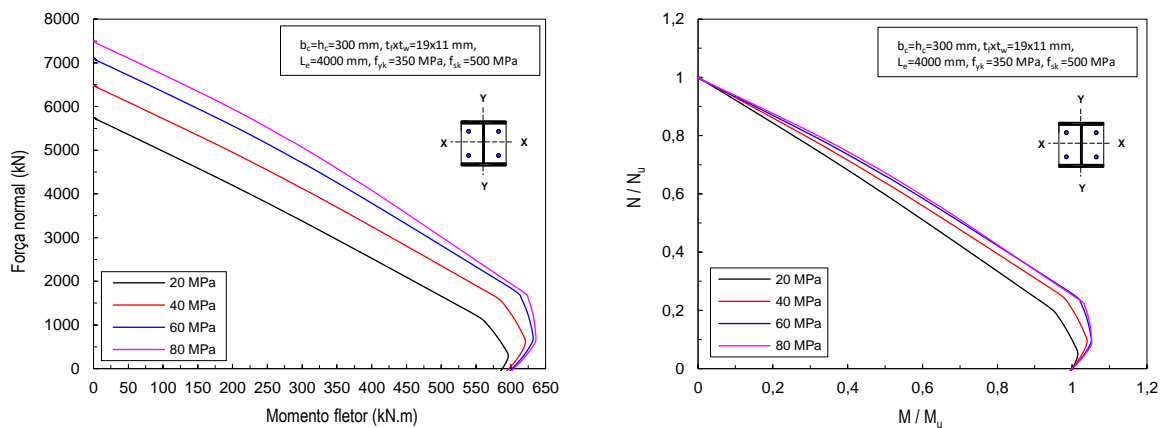 8000
7000
6000
5000
4000
3000
2000
1000
0
Força normal (kN)
b_c=h_c=300 mm, t_fxt_w=19x11 mm,
L_e=4000 mm, f_yk=350 MPa, f_sk=500 MPa
Y
X X
Y
20 MPa
40 MPa
60 MPa
80 MPa
0 50 100 150 200 250 300 350 400 450 500 550 600 650
Momento fletor (kN.m)
1,2
1
0,8
0,6
0,4
0,2
0
N / N_u
b_c=h_c=300 mm, t_fxt_w=19x11 mm,
L_e=4000 mm, f_yk=350 MPa, f_sk=500 MPa
Y
X X
Y
20 MPa
40 MPa
60 MPa
80 MPa
0 0,2 0,4 0,6 0,8 1 1,2
M / M_u